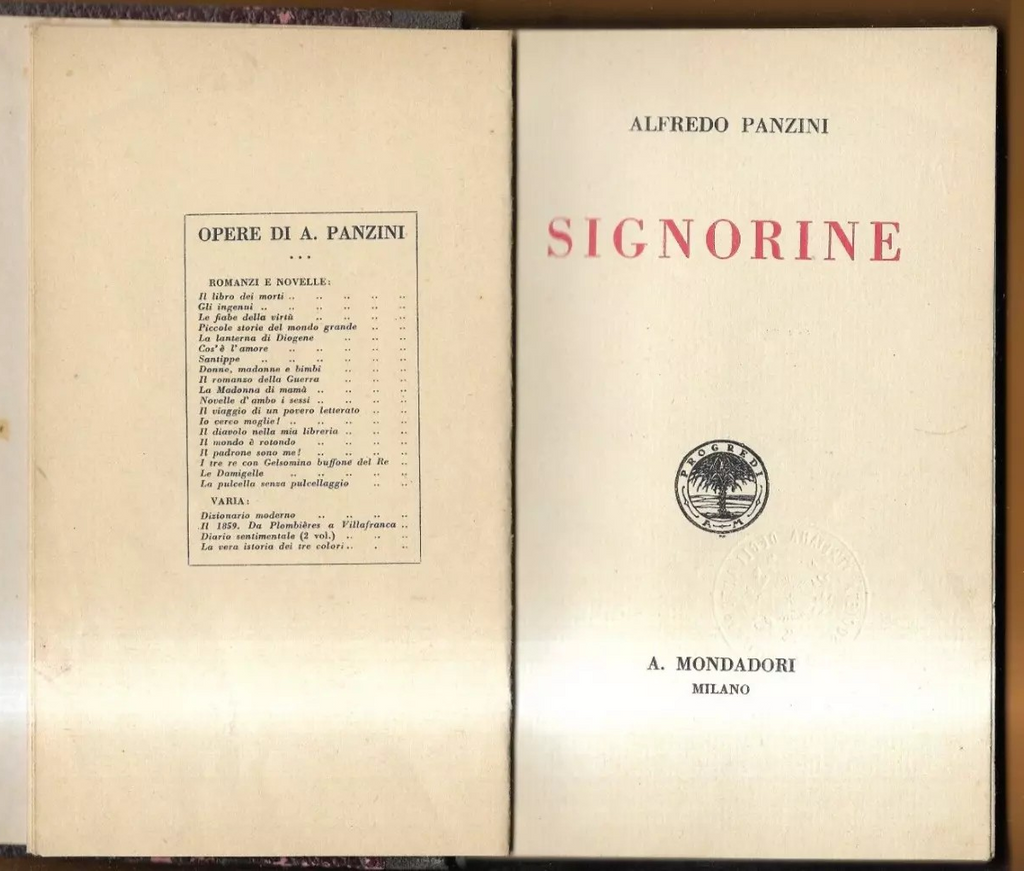 OPERE DI A. PANZINI
...
ROMANZI E NOVELLE:
Il libro dei morti .. .. .. .. ..
Gli ingenui .. .. .. .. .. ..
Le fiabe della virtù .. .. .. ..
Piccole storie del mondo grande .. ..
La lanterna di Diogene .. .. ..
Cos'è l'amore .. .. .. .. ..
Santippe .. .. .. .. .. ..
Donne, madonne e bimbi .. .. ..
Il romanzo della Guerra .. .. ..
La Madonna di mamà .. .. .. ..
Novelle d'ambo i sessi .. .. .. ..
Il viaggio di un povero letterato .. ..
Io cerco moglie! .. .. .. .. ..
Il diavolo nella mia libreria .. .. ..
Il mondo è rotondo .. .. .. ..
Il padrone sono me! .. .. .. ..
I tre re con Gelsomino buffone del Re ..
Le Damigelle .. .. .. .. ..
La pulcella senza pulcellaggio .. ..
VARIA:
Dizionario moderno .. .. .. ..
Il 1859. Da Plombières a Villafranca ..
Diario sentimentale (2 vol.) .. .. ..
La vera istoria dei tre colori .. . ..
ALFREDO PANZINI
SIGNORINE
PROGREDI
A-M
A. MONDADORI
MILANO